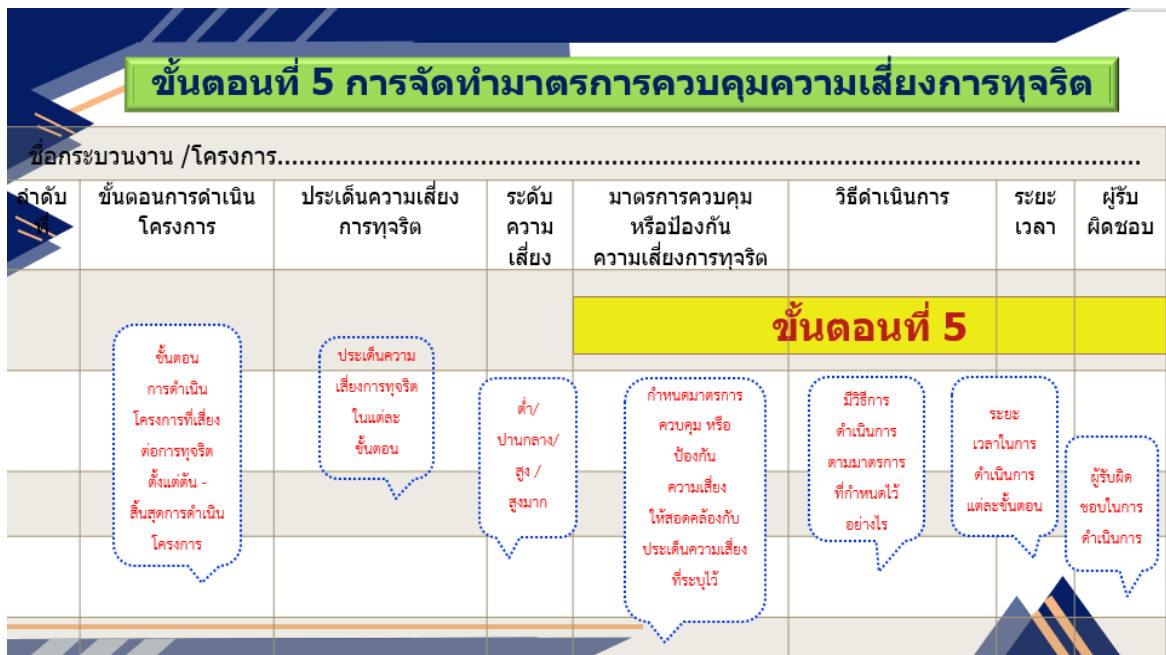 ขั้นตอนที่ 5 การจัดทำมาตรการควบคุมความเสี่ยงการทุจริต
ชื่อกระบวนงาน /โครงการ........................................................................................................................
ลำดับ
ที่
ขั้นตอนการดำเนิน
โครงการ
ประเด็นความเสี่ยง
การทุจริต
ระดับ
ความ
เสี่ยง
มาตรการควบคุม
หรือป้องกัน
ความเสี่ยงการทุจริต
วิธีดำเนินการ
ระยะ
เวลา
ผู้รับ
ผิดชอบ
ขั้นตอนที่ 5
ขั้นตอน
การดำเนิน
โครงการที่เสี่ยง
ต่อการทุจริต
ตั้งแต่ต้น -
สิ้นสุดการดำเนิน
โครงการ
ประเด็นความ
เสี่ยงการทุจริต
ในแต่ละ
ขั้นตอน
ต่ำ/
ปานกลาง/
สูง /
สูงมาก
กำหนดมาตรการ
ควบคุม หรือ
ป้องกัน
ความเสี่ยง
ให้สอดคล้องกับ
ประเด็นความเสี่ยง
ที่ระบุไว้
มีวิธีการ
ดำเนินการ
ตามมาตรการ
ที่กำหนดไว้
อย่างไร
ระยะ
เวลาในการ
ดำเนินการ
แต่ละขั้นตอน
ผู้รับผิด
ชอบในการ
ดำเนินการ